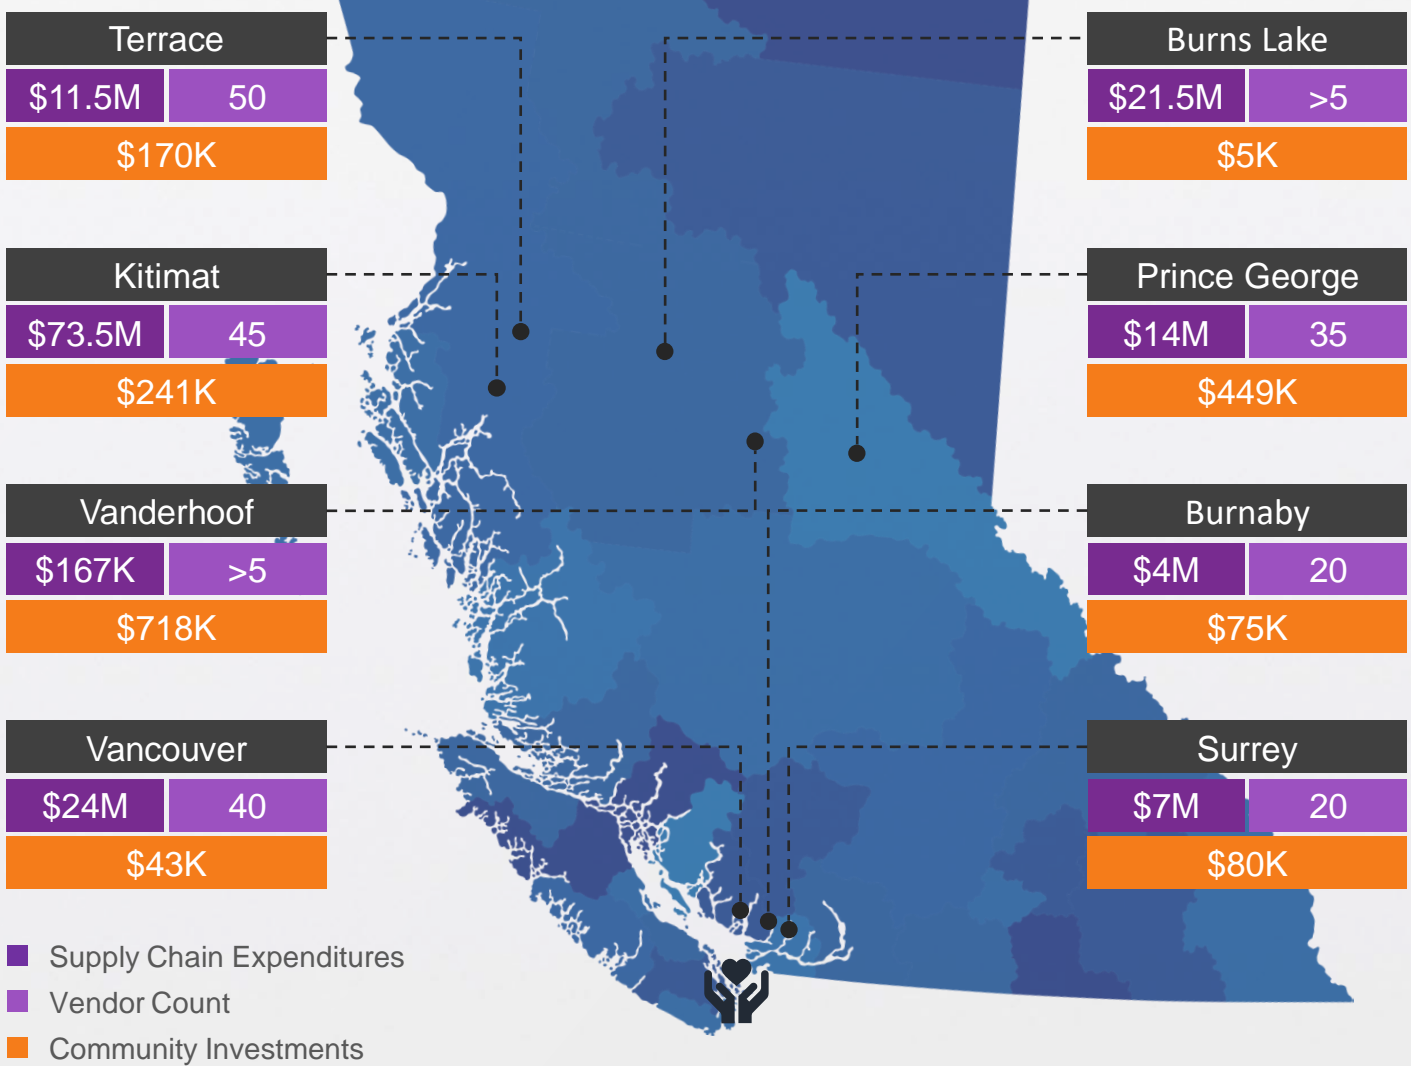 Terrace
$11.5M 50
$170K
Kitimat
$73.5M 45
$241K
Vanderhoof
$167K >5
$718K
Vancouver
$24M 40
$43K
Supply Chain Expenditures
Vendor Count
Community Investments
Burns Lake
$21.5M >5
$5K
Prince George
$14M 35
$449K
Burnaby
$4M 20
$75K
Surrey
$7M 20
$80K